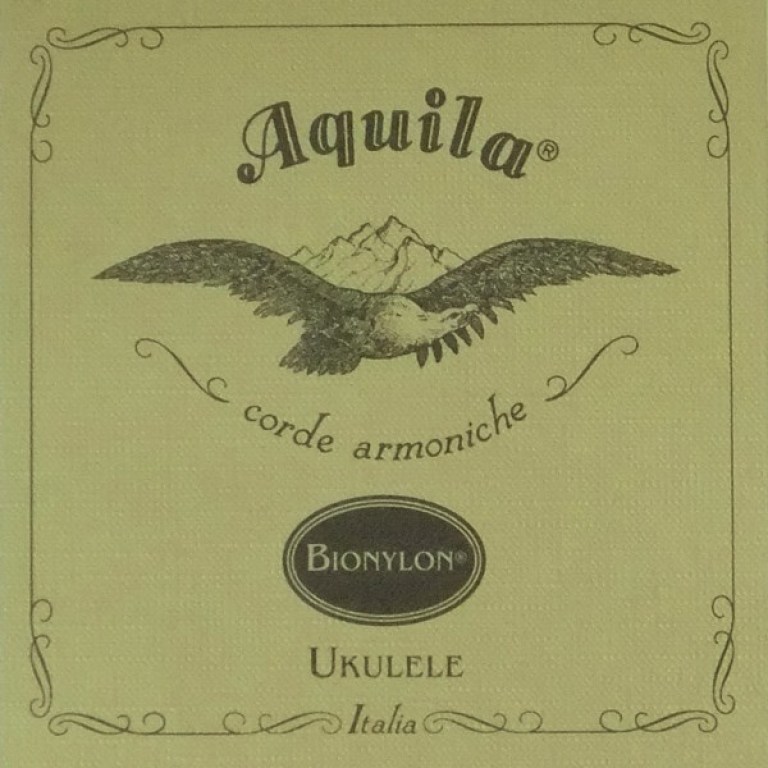 Aquila®
corde armoniche
BIONYLON®
UKULELE
Italia